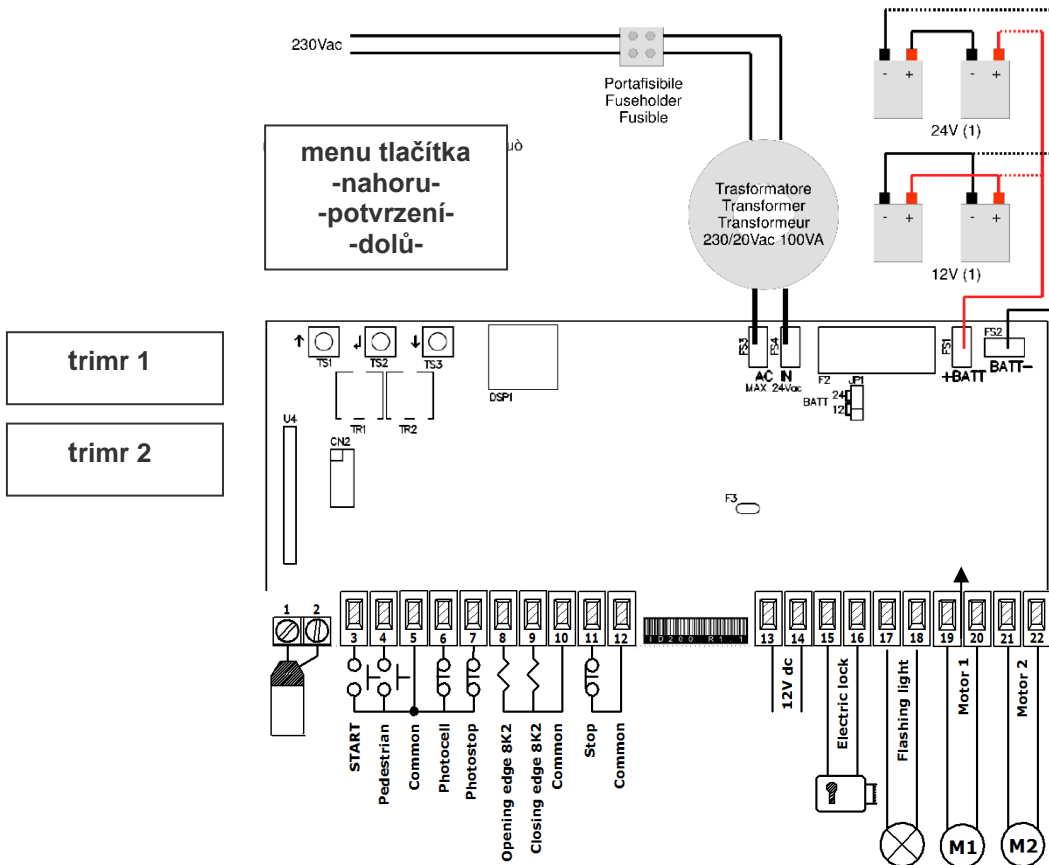 230Vac
Portafisibile
Fuseholder
Fusible
- + - +
24V (1)
menu tlačítka
-nahoru-
-potvrzení-
-dolů-
uò
Trasformatore
Transformer
Transformeur
230/20Vac 100VA
- + - +
12V (1)
trimr 1
trimr 2
TS1 TS2 TS3
DSP1
FS3 FS4
AC IN
MAX 24Vac
F2 JP1
BATT 24
12
FS1 FS2
+BATT BATT-
TR1 TR2
U4
CN2
F3
1 2
3 4 5 6 7 8 9 10 11 12
ID200 R1.1
13 14 15 16 17 18 19 20 21 22
START
Pedestrian
Common
Photocell
Photostop
Opening edge 8K2
Closing edge 8K2
Common
Stop
Common
12V dc
Electric lock
Flashing light
Motor 1
Motor 2
M1 M2